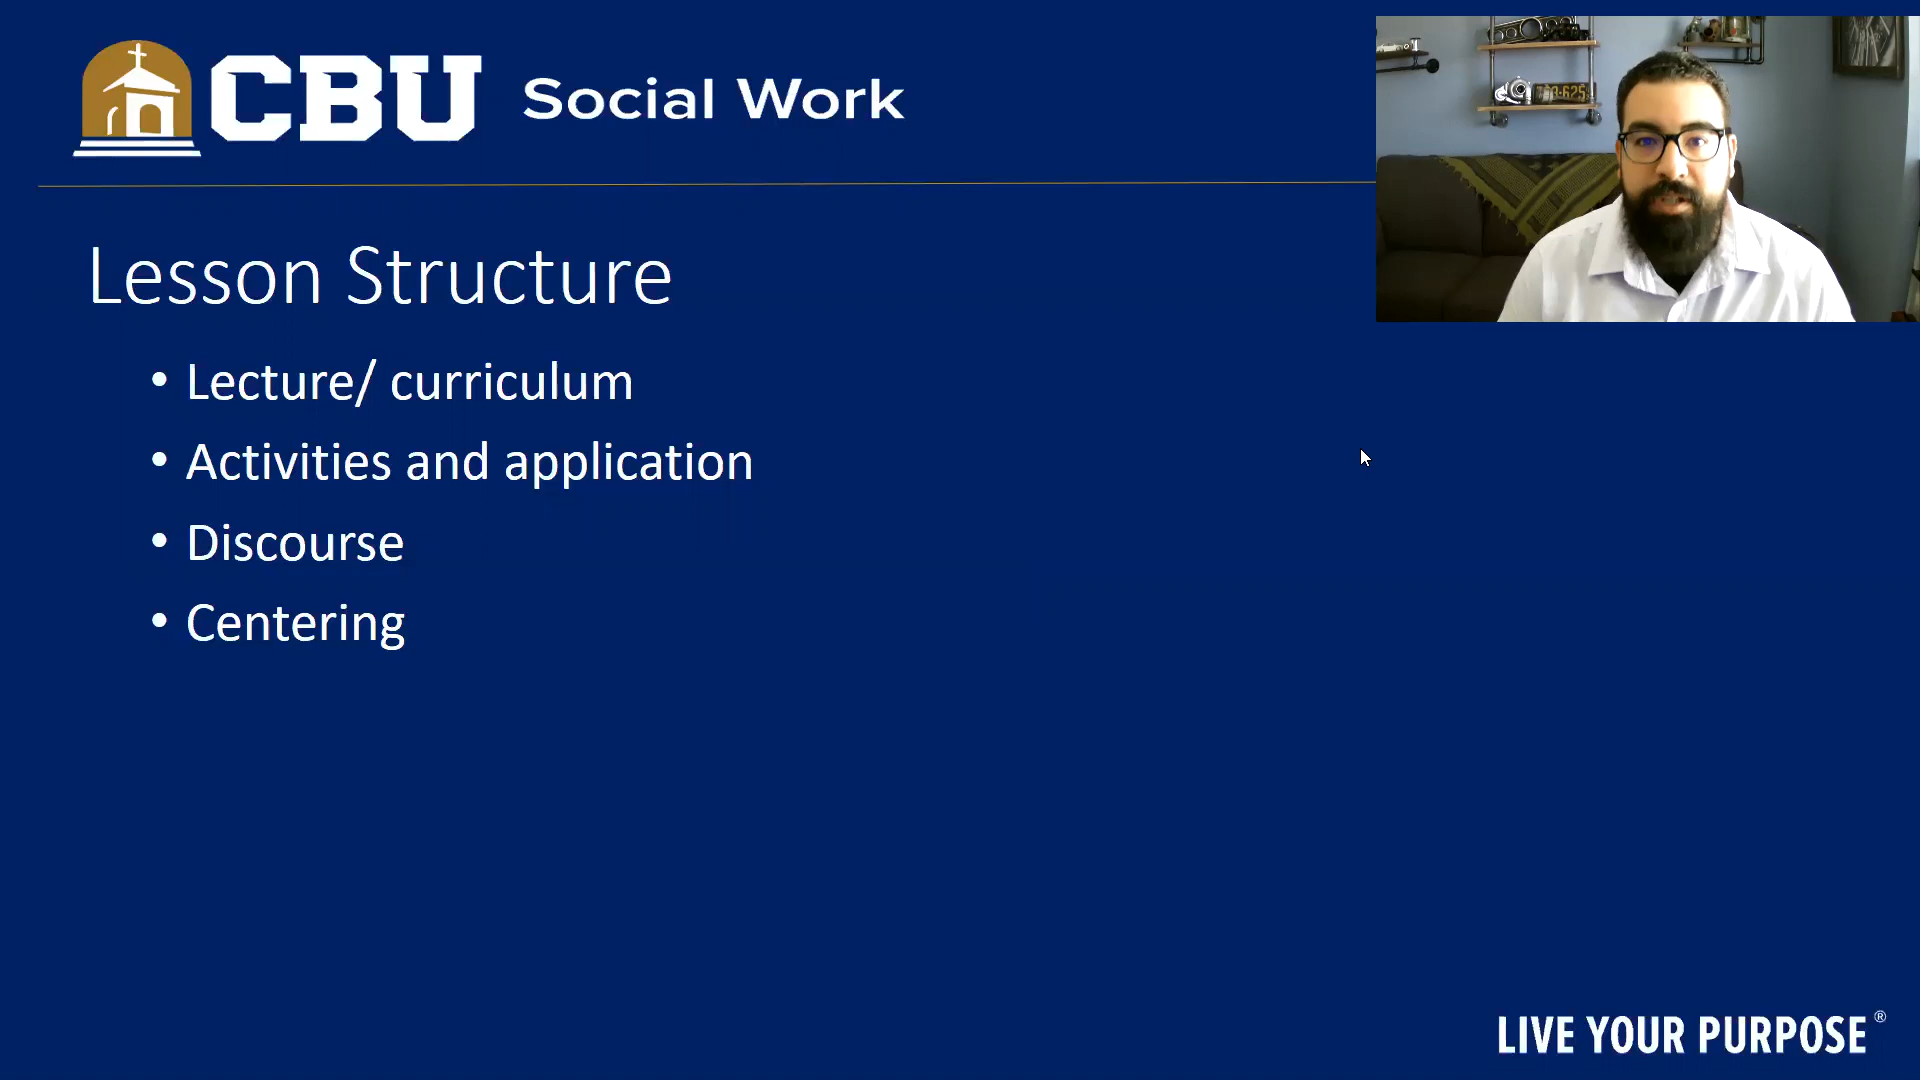 CBU Social Work
Lesson Structure
• Lecture/ curriculum
• Activities and application
• Discourse
• Centering
LIVE YOUR PURPOSE®